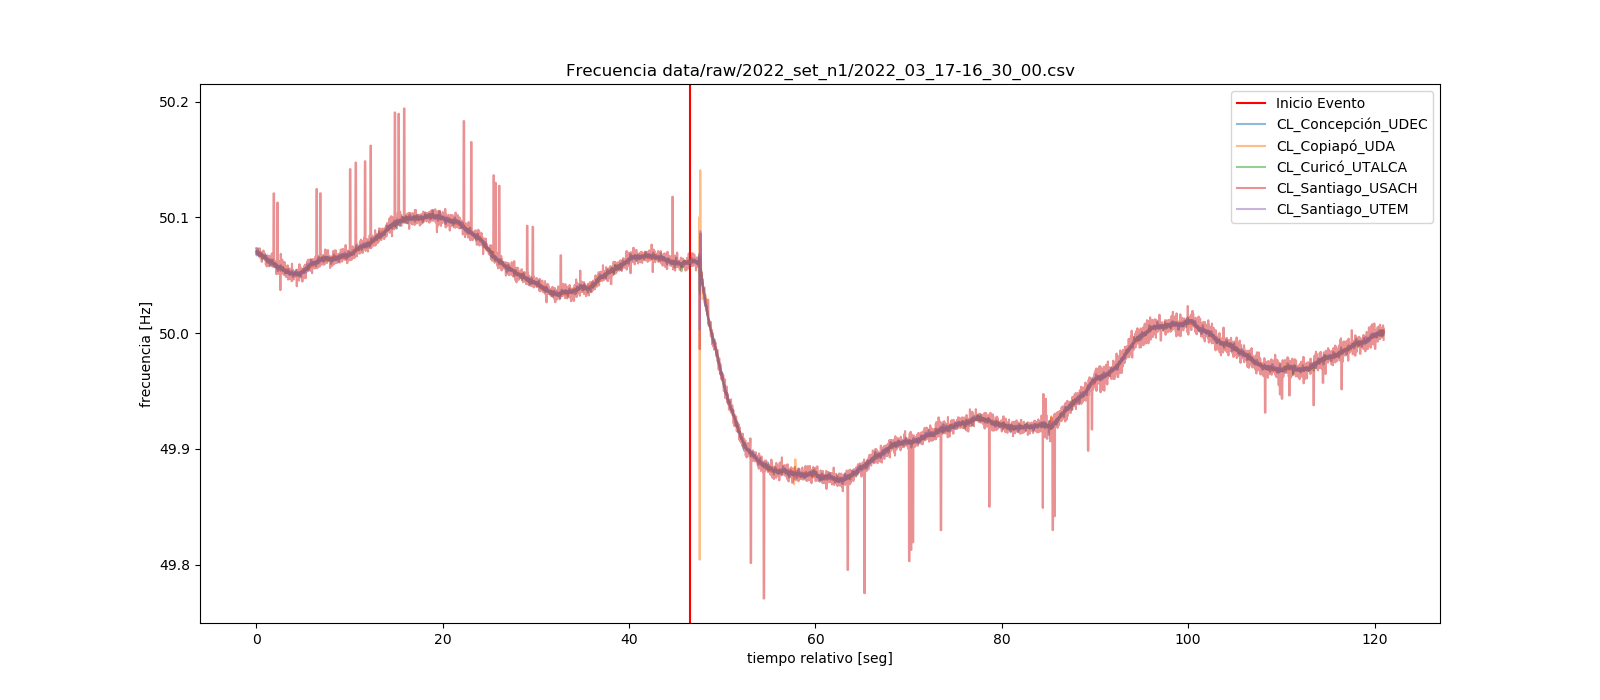 Frecuencia data/raw/2022_set_n1/2022_03_17-16_30_00.csv
50.2
50.1
50.0
49.9
49.8
frecuencia [Hz]
Inicio Evento
CL_Concepción_UDEC
CL_Copiapó_UDA
CL_Curicó_UTALCA
CL_Santiago_USACH
CL_Santiago_UTEM
0 20 40 60 80 100 120
tiempo relativo [seg]